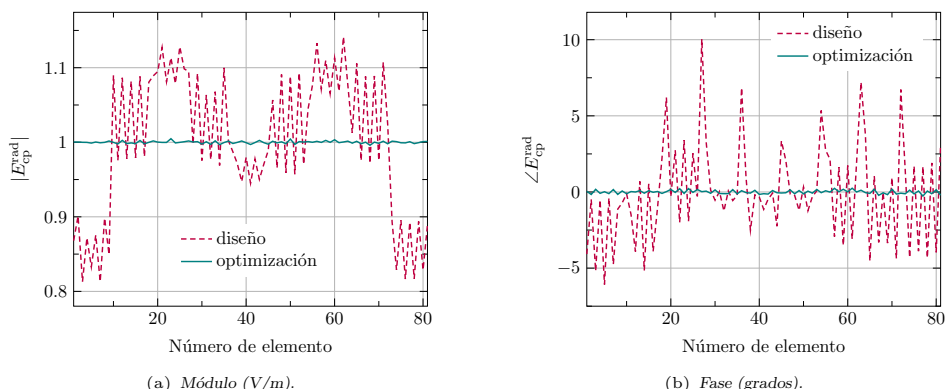 1.1
1
0.9
0.8
|E_cp^rad|
diseño
optimización
20
40
60
80
Número de elemento
(a) Módulo (V/m).
10
5
0
−5
∠E_cp^rad
diseño
optimización
20
40
60
80
Número de elemento
(b) Fase (grados).